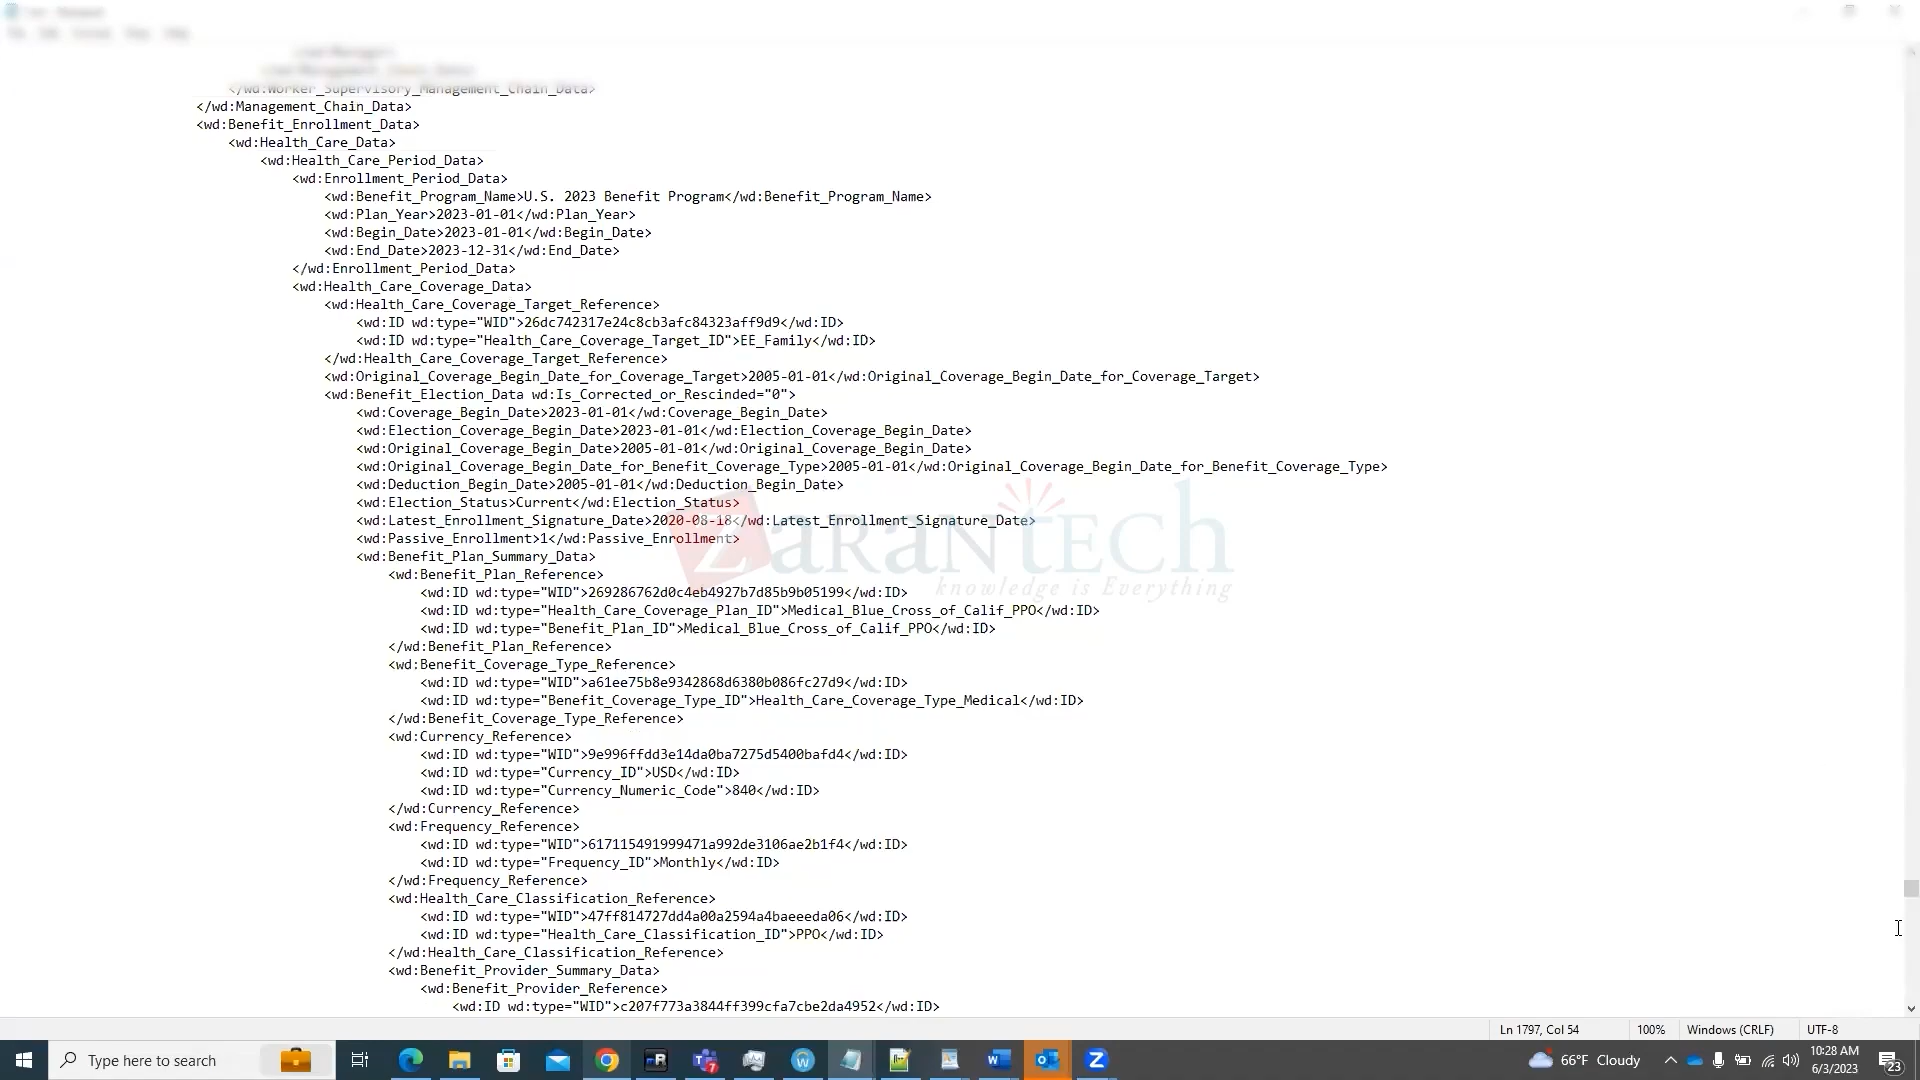 </wd:Worker_Supervisory_Management_Chain_Data>
</wd:Management_Chain_Data>
<wd:Benefit_Enrollment_Data>
<wd:Health_Care_Data>
<wd:Health_Care_Period_Data>
<wd:Enrollment_Period_Data>
<wd:Benefit_Program_Name>U.S. 2023 Benefit Program</wd:Benefit_Program_Name>
<wd:Plan_Year>2023-01-01</wd:Plan_Year>
<wd:Begin_Date>2023-01-01</wd:Begin_Date>
<wd:End_Date>2023-12-31</wd:End_Date>
</wd:Enrollment_Period_Data>
<wd:Health_Care_Coverage_Data>
<wd:Health_Care_Coverage_Target_Reference>
<wd:ID wd:type="WID">26dc742317e24c8cb3afc84323aff9d9</wd:ID>
<wd:ID wd:type="Health_Care_Coverage_Target_ID">EE_Family</wd:ID>
</wd:Health_Care_Coverage_Target_Reference>
<wd:Original_Coverage_Begin_Date_for_Coverage_Target>2005-01-01</wd:Original_Coverage_Begin_Date_for_Coverage_Target>
<wd:Benefit_Election_Data wd:Is_Corrected_or_Rescinded="0">
<wd:Coverage_Begin_Date>2023-01-01</wd:Coverage_Begin_Date>
<wd:Election_Coverage_Begin_Date>2023-01-01</wd:Election_Coverage_Begin_Date>
<wd:Original_Coverage_Begin_Date>2005-01-01</wd:Original_Coverage_Begin_Date>
<wd:Original_Coverage_Begin_Date_for_Benefit_Coverage_Type>2005-01-01</wd:Original_Coverage_Begin_Date_for_Benefit_Coverage_Type>
<wd:Deduction_Begin_Date>2005-01-01</wd:Deduction_Begin_Date>
<wd:Election_Status>Current</wd:Election_Status>
<wd:Latest_Enrollment_Signature_Date>2020-08-18</wd:Latest_Enrollment_Signature_Date>
<wd:Passive_Enrollment>1</wd:Passive_Enrollment>
ZaranTech
<wd:Benefit_Plan_Summary_Data>
<wd:Benefit_Plan_Reference>
knowledge is Everything
<wd:ID wd:type="WID">269286762d0c4eb4927b7d85b9b05199</wd:ID>
<wd:ID wd:type="Health_Care_Coverage_Plan_ID">Medical_Blue_Cross_of_Calif_PPO</wd:ID>
<wd:ID wd:type="Benefit_Plan_ID">Medical_Blue_Cross_of_Calif_PPO</wd:ID>
</wd:Benefit_Plan_Reference>
<wd:Benefit_Coverage_Type_Reference>
<wd:ID wd:type="WID">a61ee75b8e9342868d6380b086fc27d9</wd:ID>
<wd:ID wd:type="Benefit_Coverage_Type_ID">Health_Care_Coverage_Type_Medical</wd:ID>
</wd:Benefit_Coverage_Type_Reference>
<wd:Currency_Reference>
<wd:ID wd:type="WID">9e996ffdd3e14da0ba7275d5400bafd4</wd:ID>
<wd:ID wd:type="Currency_ID">USD</wd:ID>
<wd:ID wd:type="Currency_Numeric_Code">840</wd:ID>
</wd:Currency_Reference>
<wd:Frequency_Reference>
<wd:ID wd:type="WID">617115491999471a992de3106ae2b1f4</wd:ID>
<wd:ID wd:type="Frequency_ID">Monthly</wd:ID>
</wd:Frequency_Reference>
<wd:Health_Care_Classification_Reference>
<wd:ID wd:type="WID">47ff814727dd4a00a2594a4baeeeda06</wd:ID>
<wd:ID wd:type="Health_Care_Classification_ID">PPO</wd:ID>
</wd:Health_Care_Classification_Reference>
<wd:Benefit_Provider_Summary_Data>
<wd:Benefit_Provider_Reference>
<wd:ID wd:type="WID">c207f773a3844ff399cfa7cbe2da4952</wd:ID>
Ln 1797, Col 54 100% Windows (CRLF) UTF-8
Type here to search 66°F Cloudy 10:28 AM
6/3/2023 23